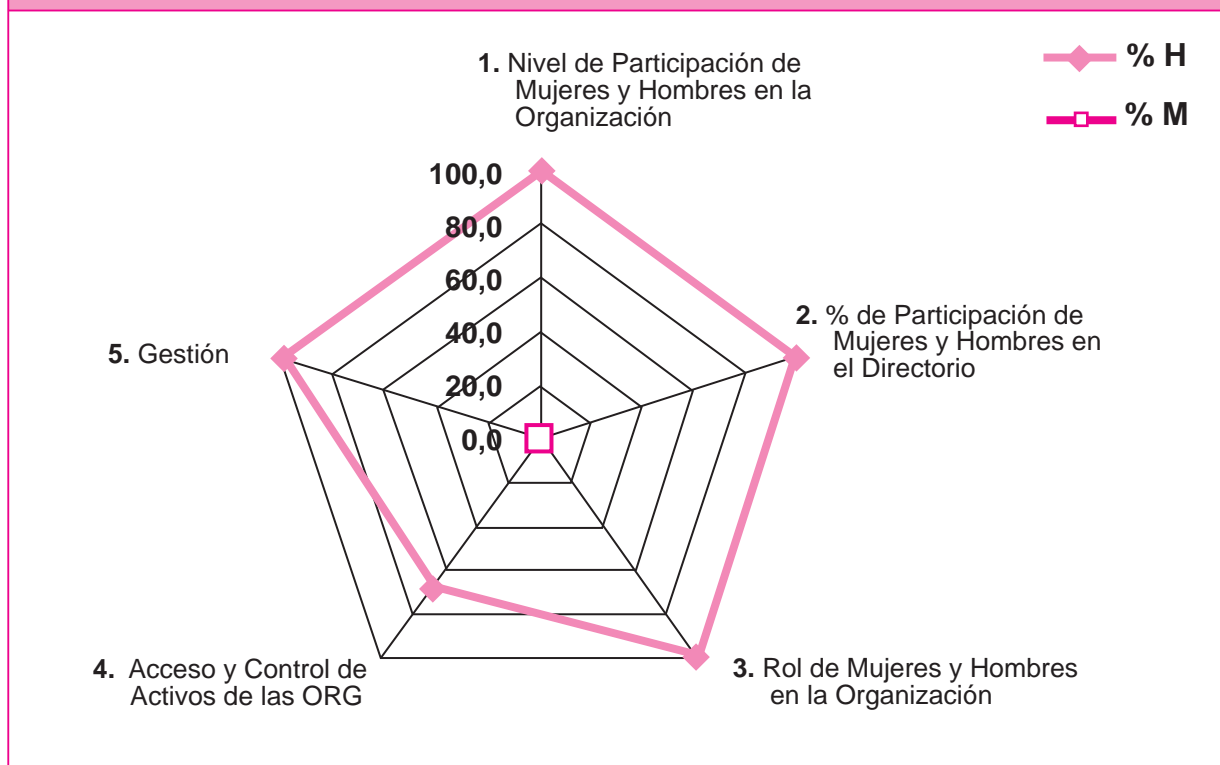 1. Nivel de Participación de
Mujeres y Hombres en la
Organización
% H
% M
100,0
80,0
60,0
40,0
20,0
0,0
2. % de Participación de
Mujeres y Hombres en
el Directorio
5. Gestión
4. Acceso y Control de
Activos de las ORG
3. Rol de Mujeres y Hombres
en la Organización